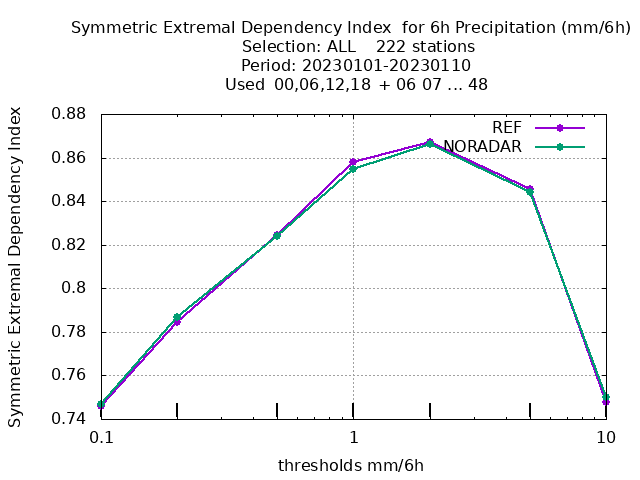 Symmetric Extremal Dependency Index  for 6h Precipitation (mm/6h)
Selection: ALL    222 stations
Period: 20230101-20230110
Used  00,06,12,18  + 06 07 ... 48
Symmetric Extremal Dependency Index
0.88
0.86
0.84
0.82
0.8
0.78
0.76
0.74
REF
NORADAR
0.1
1
10
thresholds mm/6h